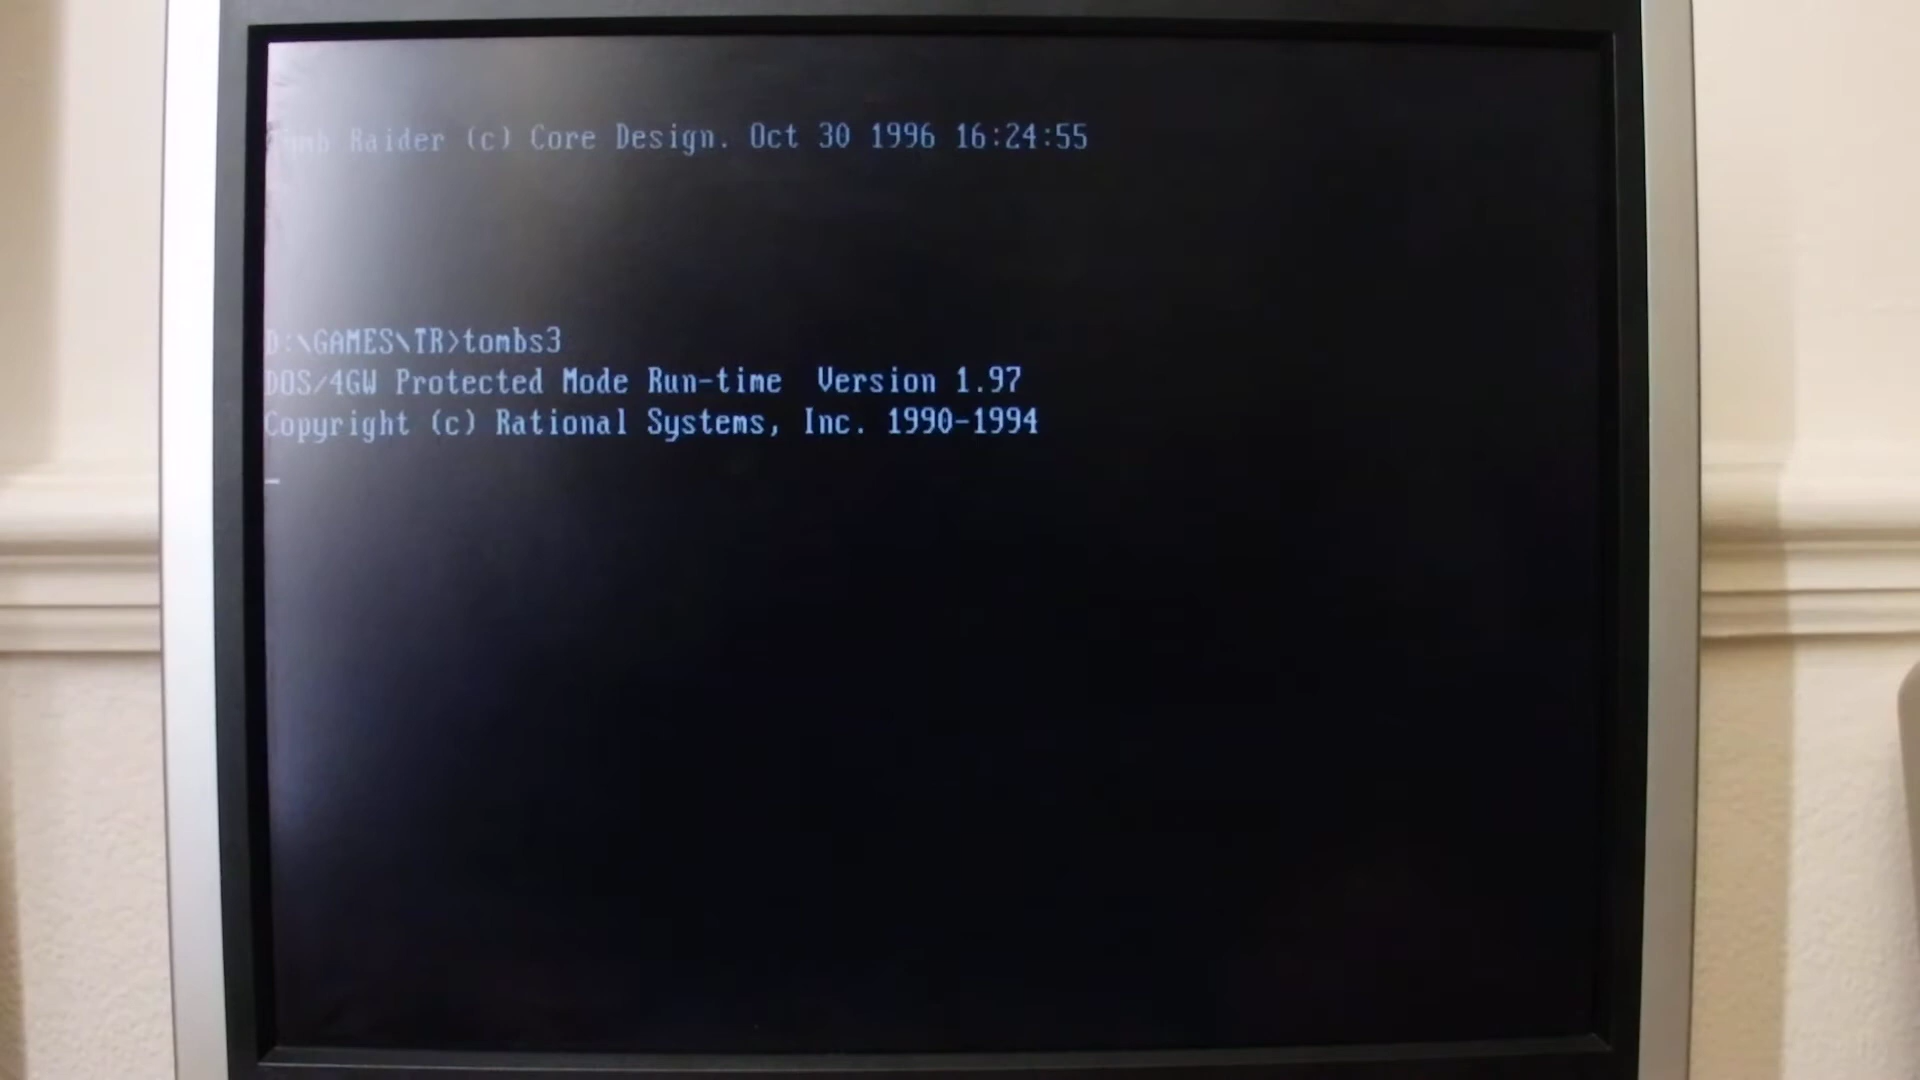 Tomb Raider (c) Core Design. Oct 30 1996 16:24:55
D:\GAMES\TR>tombs3
DOS/4GW Protected Mode Run-time  Version 1.97
Copyright (c) Rational Systems, Inc. 1990-1994